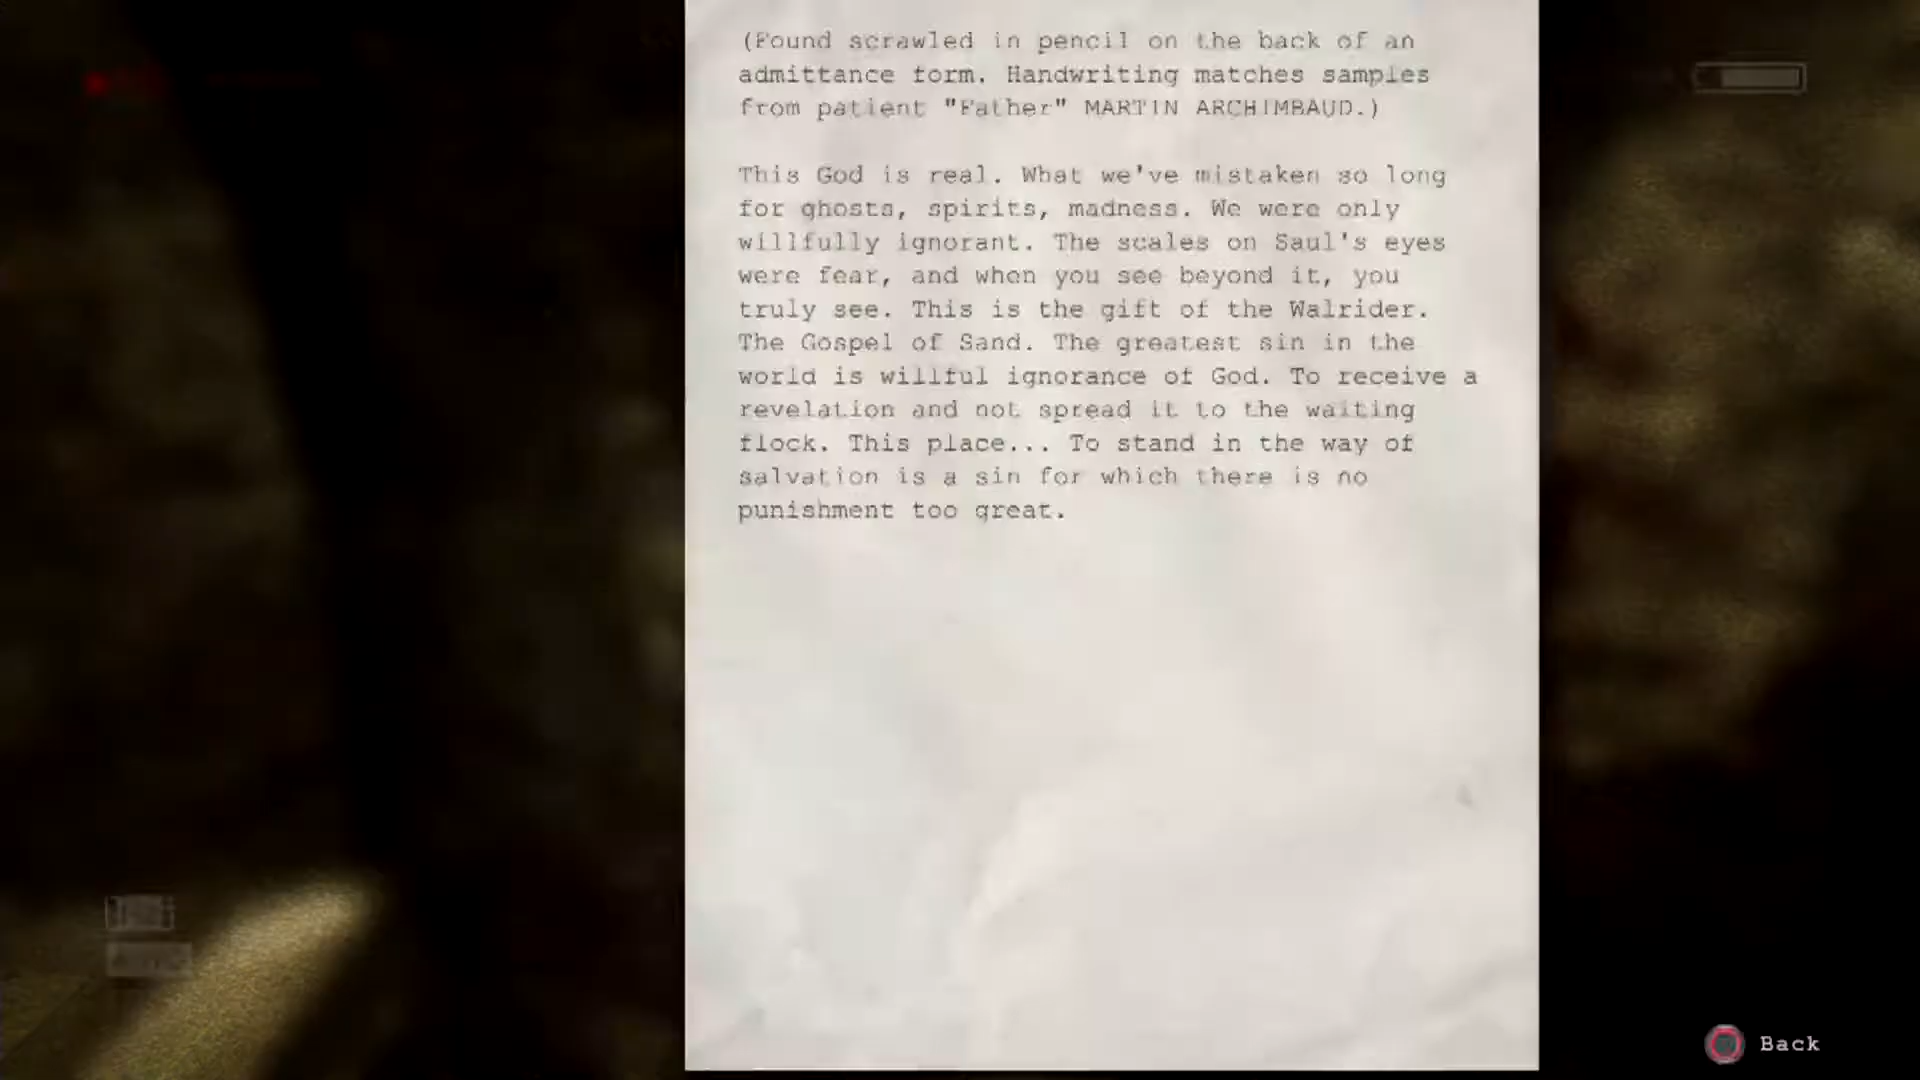 (Found scrawled in pencil on the back of an
admittance form. Handwriting matches samples
from patient "Father" MARTIN ARCHIMBAUD.)
This God is real. What we've mistaken so long
for ghosts, spirits, madness. We were only
willfully ignorant. The scales on Saul's eyes
were fear, and when you see beyond it, you
truly see. This is the gift of the Walrider.
The Gospel of Sand. The greatest sin in the
world is willful ignorance of God. To receive a
revelation and not spread it to the waiting
flock. This place... To stand in the way of
salvation is a sin for which there is no
punishment too great.
Back